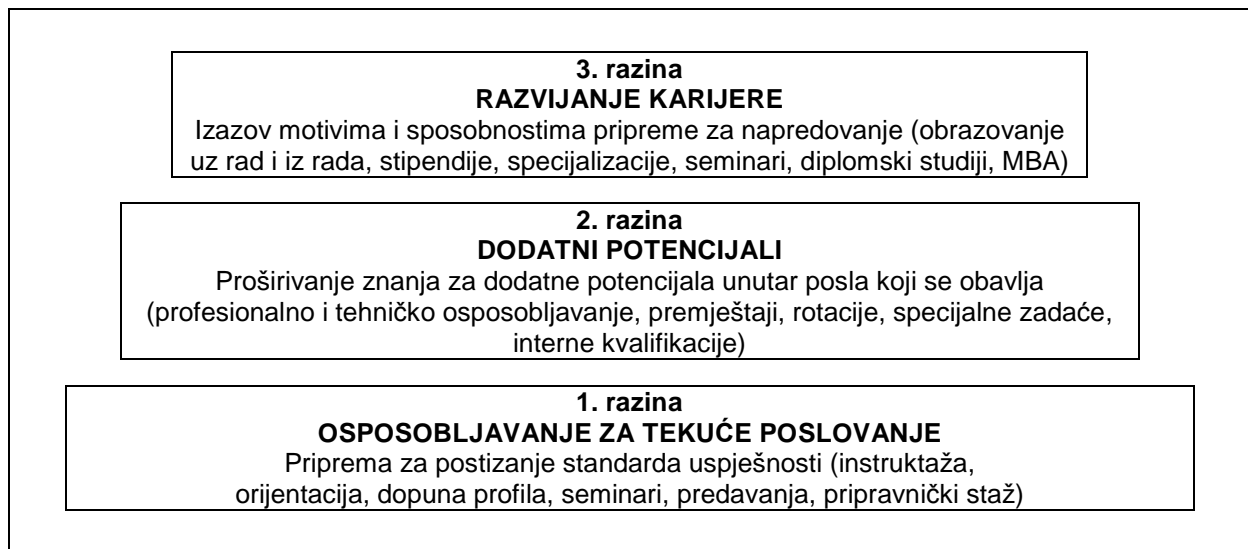 3. razina
RAZVIJANJE KARIJERE
Izazov motivima i sposobnostima pripreme za napredovanje (obrazovanje
uz rad i iz rada, stipendije, specijalizacije, seminari, diplomski studiji, MBA)
2. razina
DODATNI POTENCIJALI
Proširivanje znanja za dodatne potencijala unutar posla koji se obavlja
(profesionalno i tehničko osposobljavanje, premještaji, rotacije, specijalne zadaće,
interne kvalifikacije)
1. razina
OSPOSOBLJAVANJE ZA TEKUĆE POSLOVANJE
Priprema za postizanje standarda uspješnosti (instruktaža,
orijentacija, dopuna profila, seminari, predavanja, pripravnički staž)